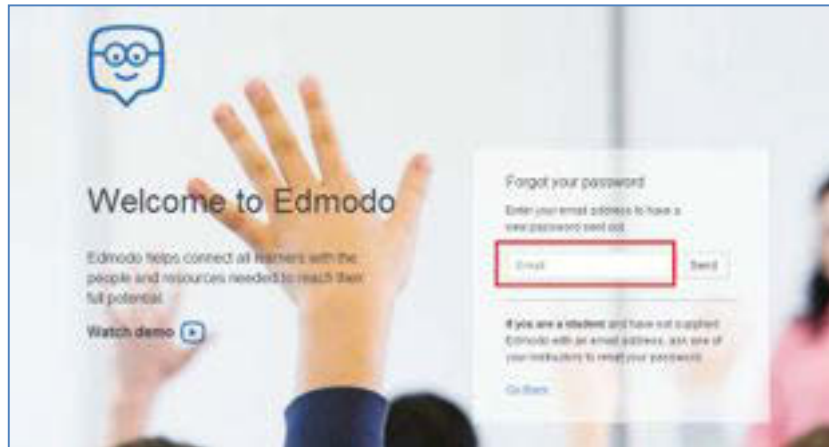 Welcome to Edmodo
Edmodo helps connect all learners with the
people and resources needed to reach their
full potential.
Watch demo
Forgot your password
Enter your email address to have a
new password sent out.
Email
Send
If you are a student and have not supplied
Edmodo with an email address, ask one of
your instructors to reset your password.
Go Back